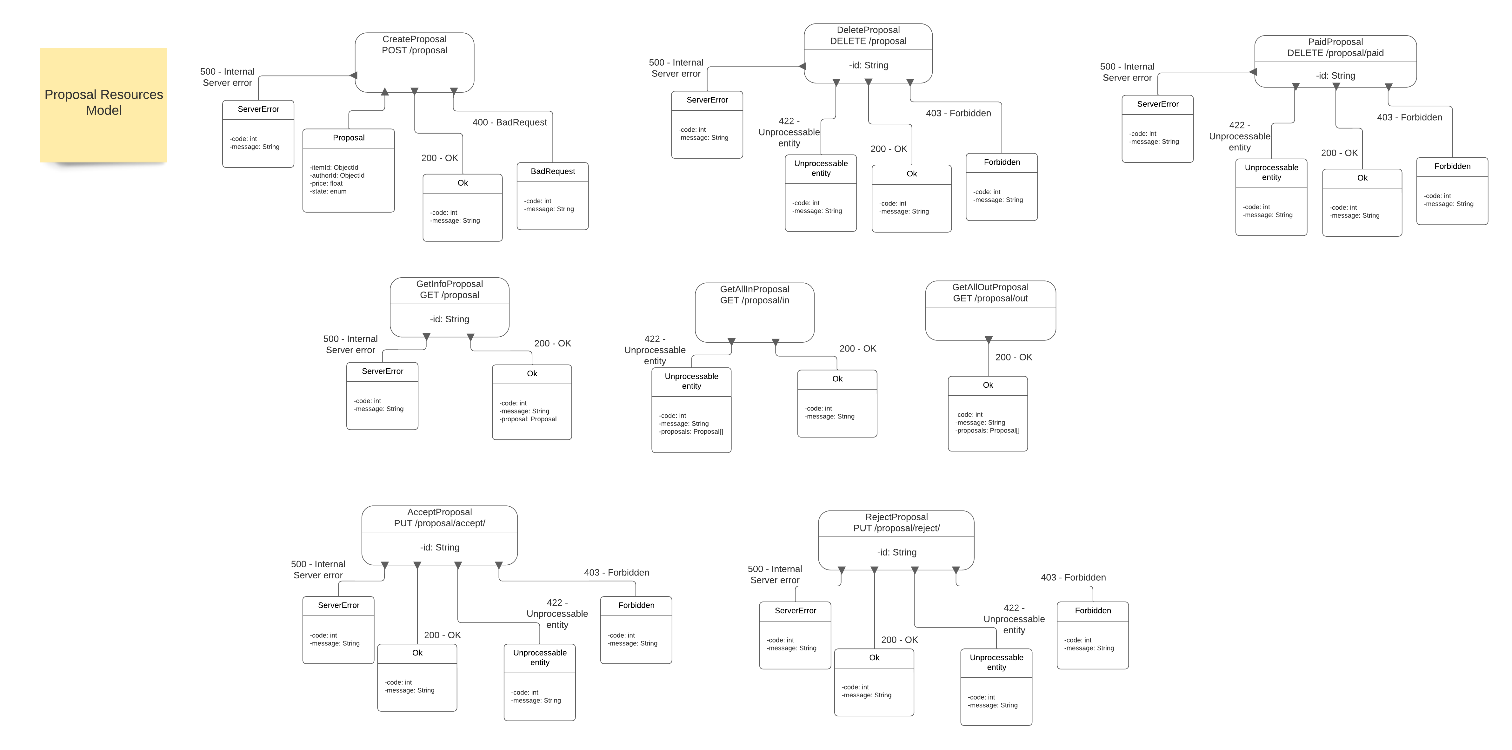 Proposal Resources
Model
CreateProposal
POST /proposal
500 - Internal
Server error
ServerError
-code: int
-message: String
Proposal
-itemId: ObjectId
-authorId: ObjectId
-price: float
-state: enum
200 - OK
Ok
-code: int
-message: String
400 - BadRequest
BadRequest
-code: int
-message: String
DeleteProposal
DELETE /proposal
-id: String
500 - Internal
Server error
ServerError
-code: int
message: String
422 -
Unprocessable
entity
Unprocessable
entity
-code: int
-message: String
200 - OK
Ok
-code: int
-message: String
403 - Forbidden
Forbidden
-code: int
-message: String
PaidProposal
DELETE /proposal/paid
-id: String
500 - Internal
Server error
ServerError
-code: int
-message: String
422 -
Unprocessable
entity
Unprocessable
entity
-code: int
-message: String
200 - OK
Ok
-code: int
-message: String
403 - Forbidden
Forbidden
-code: int
-message: String
GetInfoProposal
GET /proposal
-id: String
500 - Internal
Server error
ServerError
-code: int
-message: String
200 - OK
Ok
-code: int
-message: String
-proposal: Proposal
GetAllInProposal
GET /proposal/in
422 -
Unprocessable
entity
Unprocessable
entity
-code: int
-message: String
-proposals: Proposal[]
200 - OK
Ok
-code: int
-message: String
GetAllOutProposal
GET /proposal/out
200 - OK
Ok
-code: int
-message: String
-proposals: Proposal[]
AcceptProposal
PUT /proposal/accept/
-id: String
500 - Internal
Server error
ServerError
-code: int
-message: String
200 - OK
Ok
-code: int
-message: String
422 -
Unprocessable
entity
Unprocessable
entity
-code: int
-message: String
403 - Forbidden
Forbidden
-code: int
-message: String
RejectProposal
PUT /proposal/reject/
-id: String
500 - Internal
Server error
ServerError
-code: int
-message: String
200 - OK
Ok
-code: int
-message: String
422 -
Unprocessable
entity
Unprocessable
entity
-code: int
-message: String
403 - Forbidden
Forbidden
-code: int
-message: String